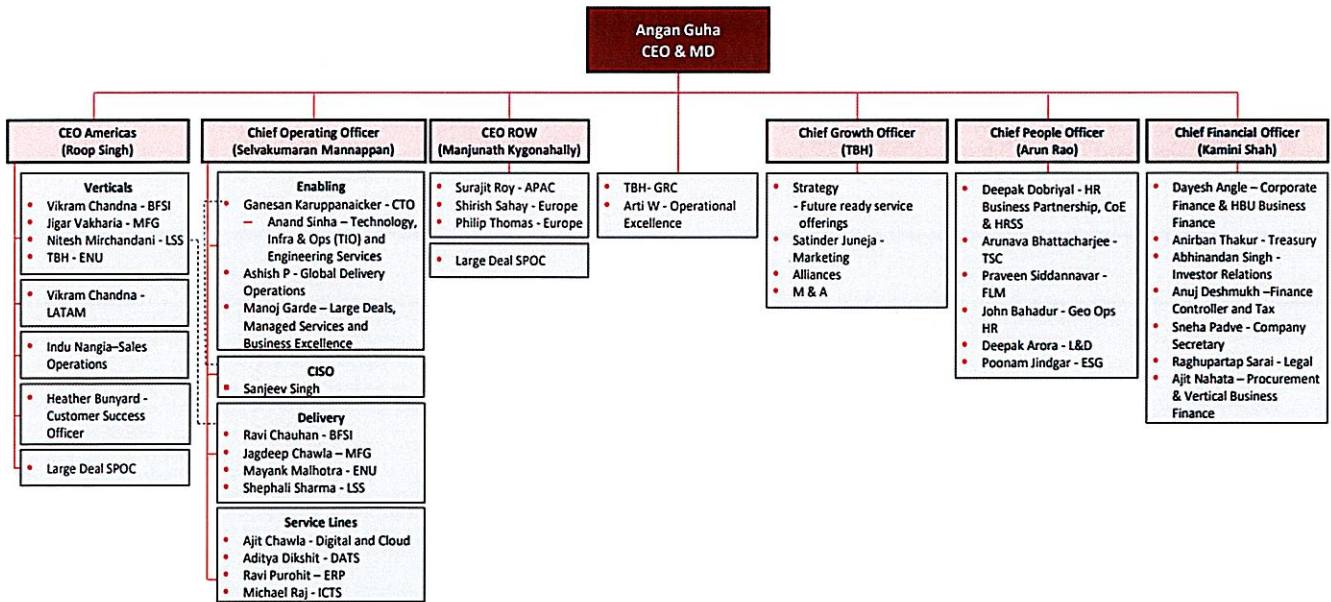 Angan Guha
CEO & MD
CEO Americas
(Roop Singh)
Verticals
• Vikram Chandna - BFSI
• Jigar Vakharia - MFG
• Nitesh Mirchandani - LSS
• TBH - ENU
• Vikram Chandna -
LATAM
• Indu Nangia–Sales
Operations
• Heather Bunyard -
Customer Success
Officer
• Large Deal SPOC
Chief Operating Officer
(Selvakumaran Mannappan)
Enabling
• Ganesan Karuppanaicker - CTO
– Anand Sinha – Technology,
Infra & Ops (TIO) and
Engineering Services
• Ashish P - Global Delivery
Operations
• Manoj Garde – Large Deals,
Managed Services and
Business Excellence
CISO
▪ Sanjeev Singh
Delivery
• Ravi Chauhan - BFSI
• Jagdeep Chawla – MFG
• Mayank Malhotra - ENU
• Shephali Sharma - LSS
Service Lines
• Ajit Chawla - Digital and Cloud
• Aditya Dikshit - DATS
• Ravi Purohit – ERP
• Michael Raj - ICTS
CEO ROW
(Manjunath Kygonahally)
• Surajit Roy - APAC
• Shirish Sahay - Europe
• Philip Thomas - Europe
• Large Deal SPOC
• TBH- GRC
• Arti W - Operational
Excellence
Chief Growth Officer
(TBH)
• Strategy
- Future ready service
offerings
• Satinder Juneja -
Marketing
• Alliances
• M & A
Chief People Officer
(Arun Rao)
• Deepak Dobriyal - HR
Business Partnership, CoE
& HRSS
• Arunava Bhattacharjee -
TSC
• Praveen Siddannavar -
FLM
• John Bahadur - Geo Ops
HR
• Deepak Arora - L&D
• Poonam Jindgar - ESG
Chief Financial Officer
(Kamini Shah)
• Dayesh Angle – Corporate
Finance & HBU Business
Finance
• Anirban Thakur - Treasury
• Abhinandan Singh -
Investor Relations
• Anuj Deshmukh –Finance
Controller and Tax
• Sneha Padve - Company
Secretary
• Raghupartap Sarai - Legal
• Ajit Nahata – Procurement
& Vertical Business
Finance